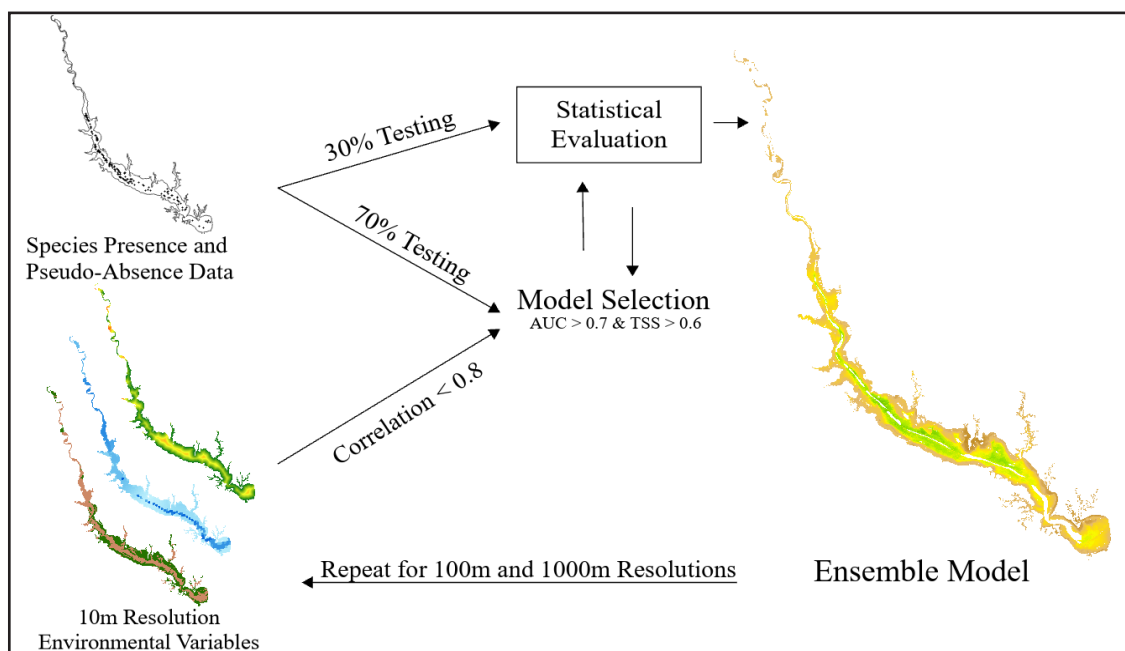 Species Presence and
Pseudo-Absence Data
30% Testing
70% Testing
Statistical
Evaluation
Model Selection
AUC > 0.7 & TSS > 0.6
Correlation < 0.8
Ensemble Model
Repeat for 100m and 1000m Resolutions
10m Resolution
Environmental Variables